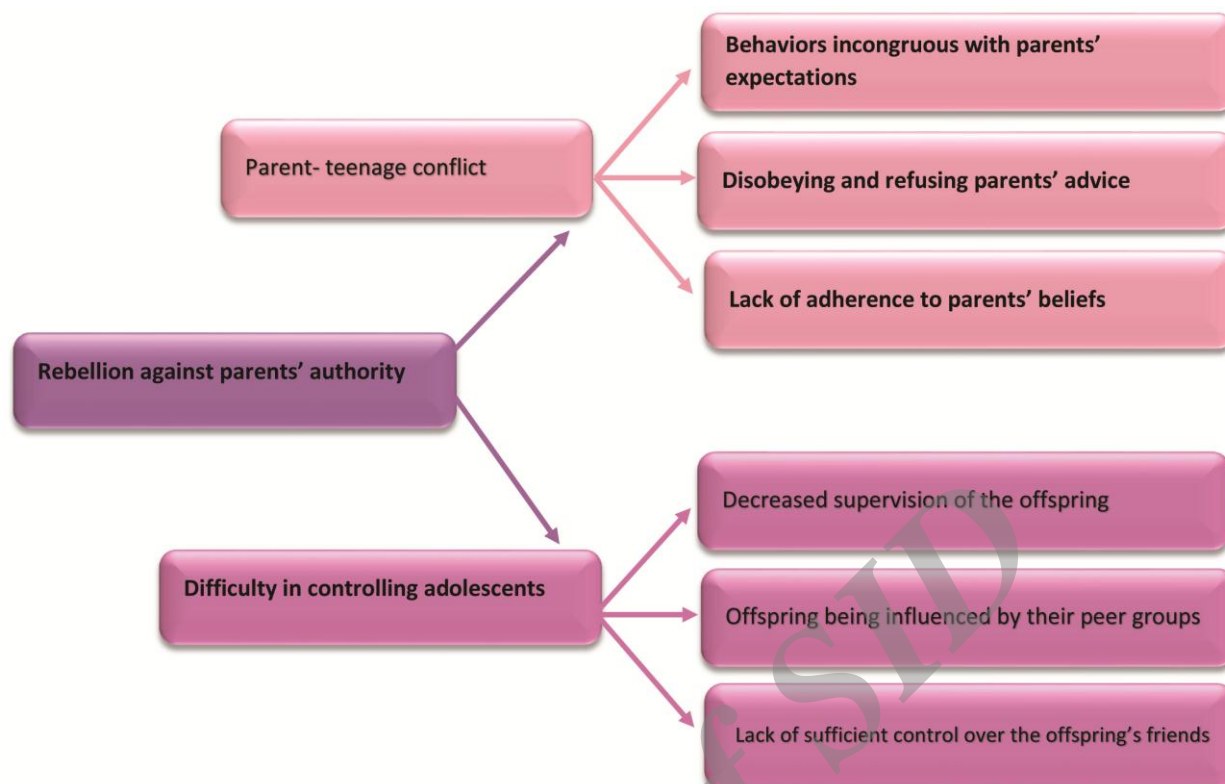 Behaviors incongruous with parents’
expectations
Parent- teenage conflict
Disobeying and refusing parents’ advice
Lack of adherence to parents’ beliefs
Rebellion against parents’ authority
Decreased supervision of the offspring
Difficulty in controlling adolescents
Offspring being influenced by their peer groups
Lack of sufficient control over the offspring’s friends
f SID